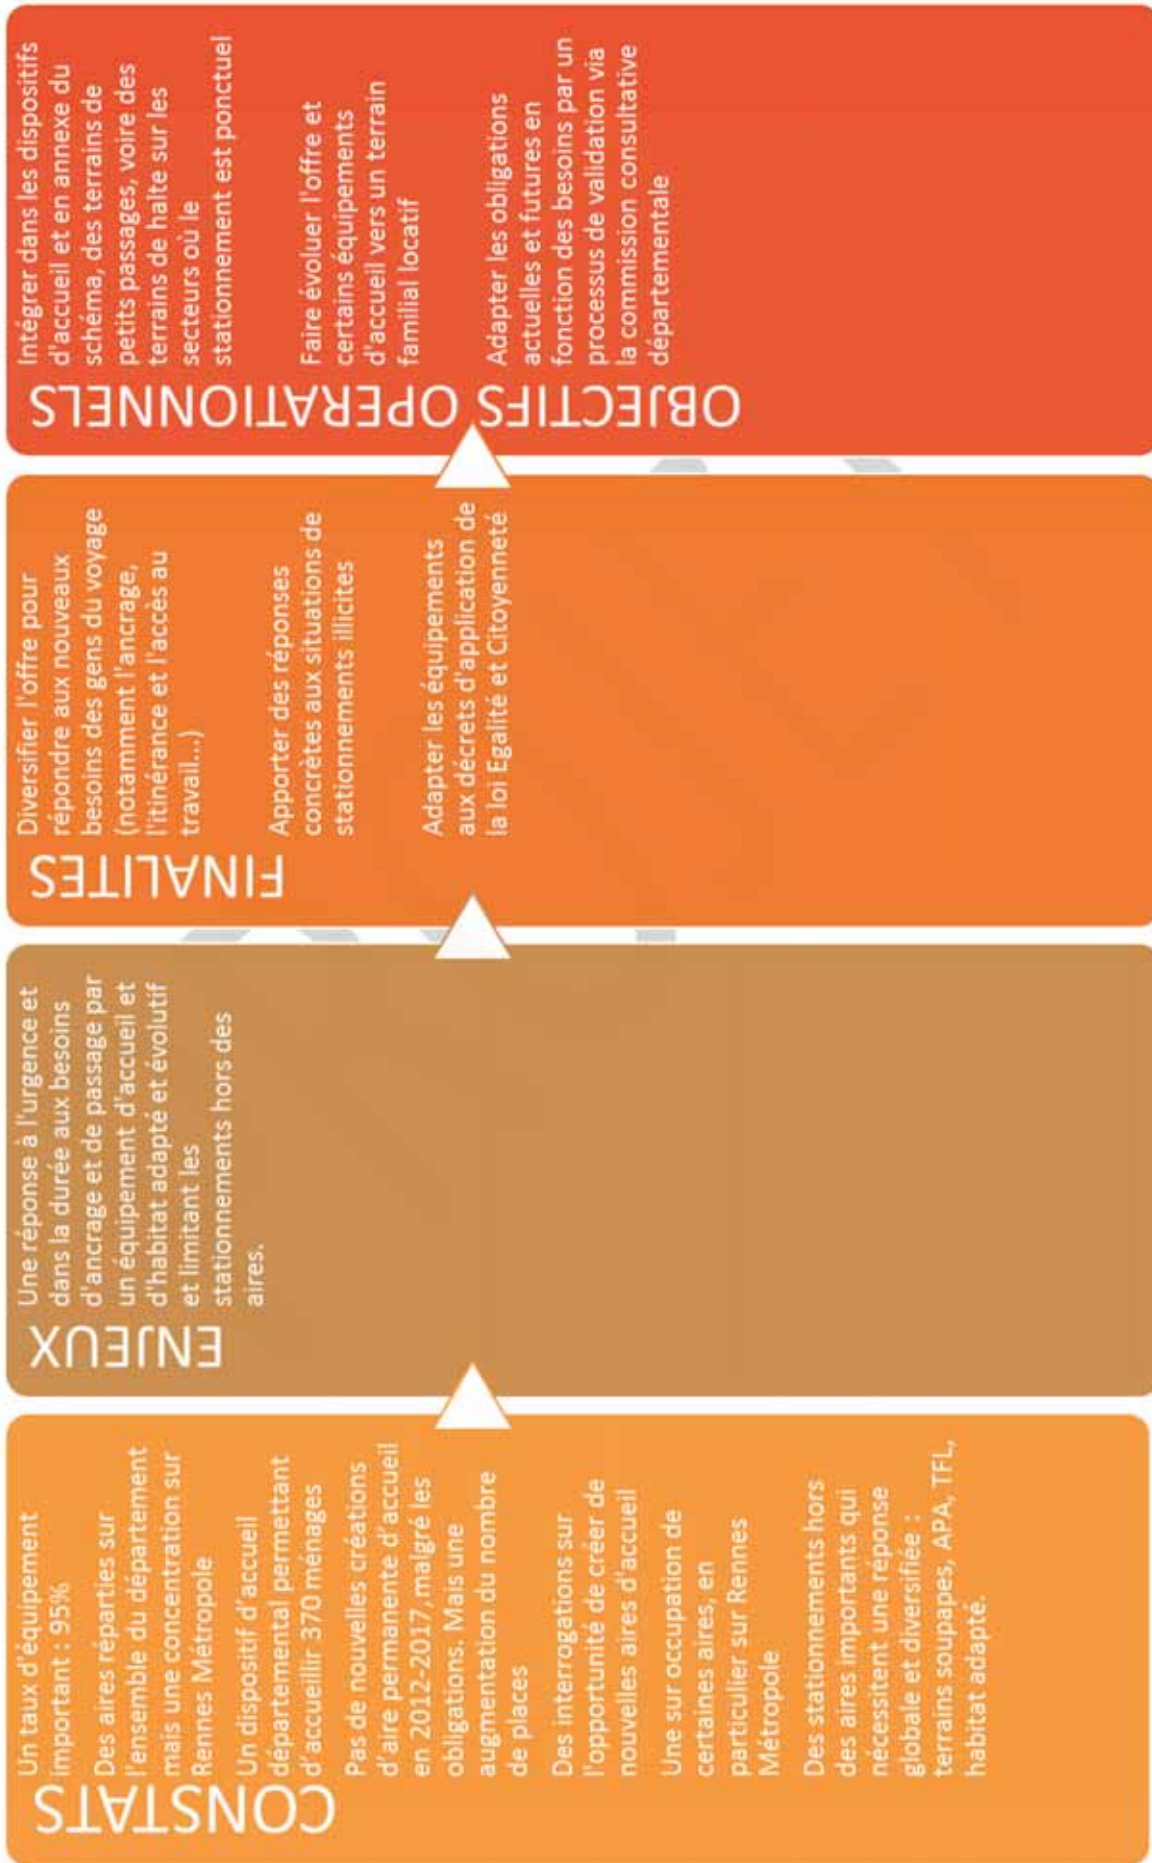 CONSTATS
Un taux d'équipement
important : 95%
Des aires réparties sur
l'ensemble du département
mais une concentration sur
Rennes Métropole
Un dispositif d'accueil
départemental permettant
d'accueillir 370 ménages
Pas de nouvelles créations
d'aire permanente d'accueil
en 2012-2017, malgré les
obligations. Mais une
augmentation du nombre
de places
Des interrogations sur
l'opportunité de créer de
nouvelles aires d'accueil
Une sur occupation de
certaines aires, en
particulier sur Rennes
Métropole
Des stationnements hors
des aires importants qui
nécessitent une réponse
globale et diversifiée :
terrains soupapes, APA, TFL,
habitat adapté.
ENJEUX
Une réponse à l'urgence et
dans la durée aux besoins
d'ancrage et de passage par
un équipement d'accueil et
d'habitat adapté et évolutif
et limitant les
stationnements hors des
aires.
FINALITES
Diversifier l'offre pour
répondre aux nouveaux
besoins des gens du voyage
(notamment l'ancrage,
l'itinérance et l'accès au
travail...)
Apporter des réponses
concrètes aux situations de
stationnements illicites
Adapter les équipements
aux décrets d'application de
la loi Egalité et Citoyenneté
OBJECTIFS OPERATIONNELS
Intégrer dans les dispositifs
d'accueil et en annexe du
schéma, des terrains de
petits passages, voire des
terrains de halte sur les
secteurs où le
stationnement est ponctuel
Faire évoluer l'offre et
certains équipements
d'accueil vers un terrain
familial locatif
Adapter les obligations
actuelles et futures en
fonction des besoins par un
processus de validation via
la commission consultative
départementale